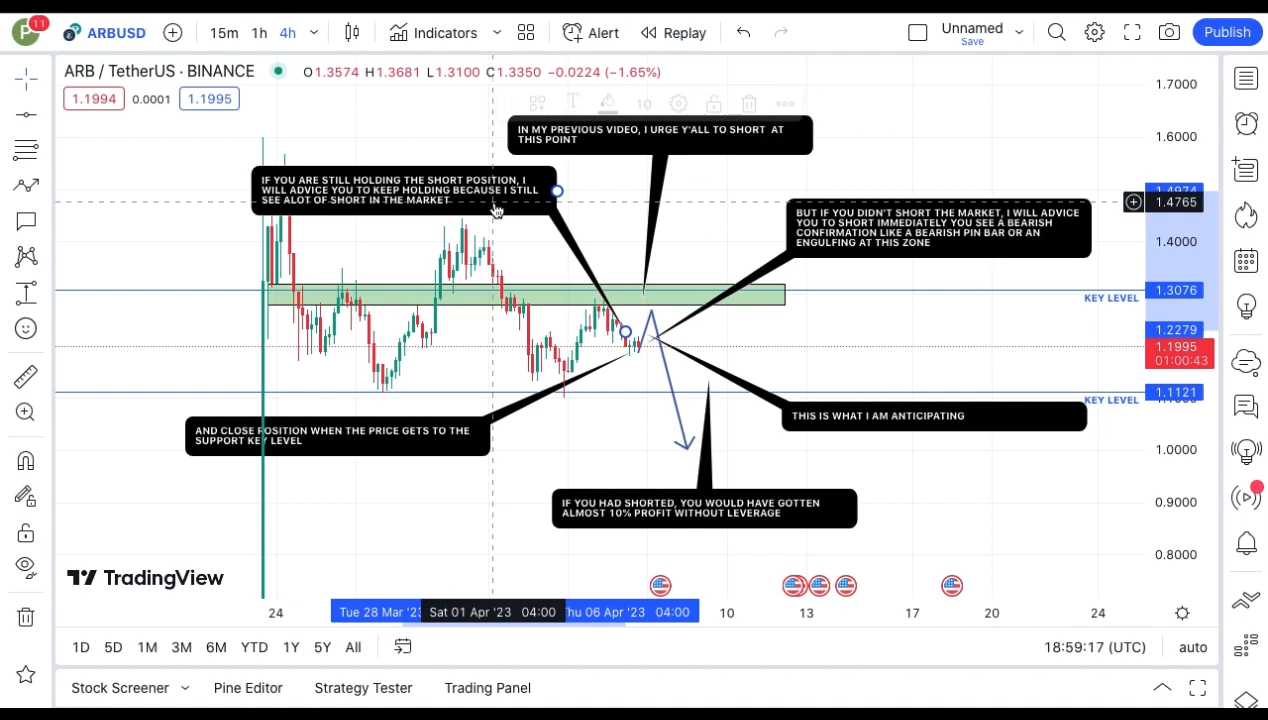 P 11 ARBUSD 15m 1h 4h Indicators Alert Replay Unnamed Save Publish
ARB / TetherUS · BINANCE O1.3574 H1.3681 L1.3100 C1.3350 −0.0224 (−1.65%)
1.1994 0.0001 1.1995
1.7000
1.6000
IN MY PREVIOUS VIDEO, I URGE Y'ALL TO SHORT AT
THIS POINT
IF YOU ARE STILL HOLDING THE SHORT POSITION, I
WILL ADVICE YOU TO KEEP HOLDING BECAUSE I STILL
SEE ALOT OF SHORT IN THE MARKET
1.4974
1.4765
BUT IF YOU DIDN'T SHORT THE MARKET, I WILL ADVICE
YOU TO SHORT IMMEDIATELY YOU SEE A BEARISH
CONFIRMATION LIKE A BEARISH PIN BAR OR AN
ENGULFING AT THIS ZONE
1.4000
1.3076
KEY LEVEL
1.2279
1.1995
01:00:43
1.1121
KEY LEVEL
THIS IS WHAT I AM ANTICIPATING
AND CLOSE POSITION WHEN THE PRICE GETS TO THE
SUPPORT KEY LEVEL
1.0000
IF YOU HAD SHORTED, YOU WOULD HAVE GOTTEN
ALMOST 10% PROFIT WITHOUT LEVERAGE
0.9000
0.8000
TradingView
24 Tue 28 Mar '23 Sat 01 Apr '23 04:00 Thu 06 Apr '23 04:00 10 13 17 20 24
1D 5D 1M 3M 6M YTD 1Y 5Y All 18:59:17 (UTC) auto
Stock Screener Pine Editor Strategy Tester Trading Panel